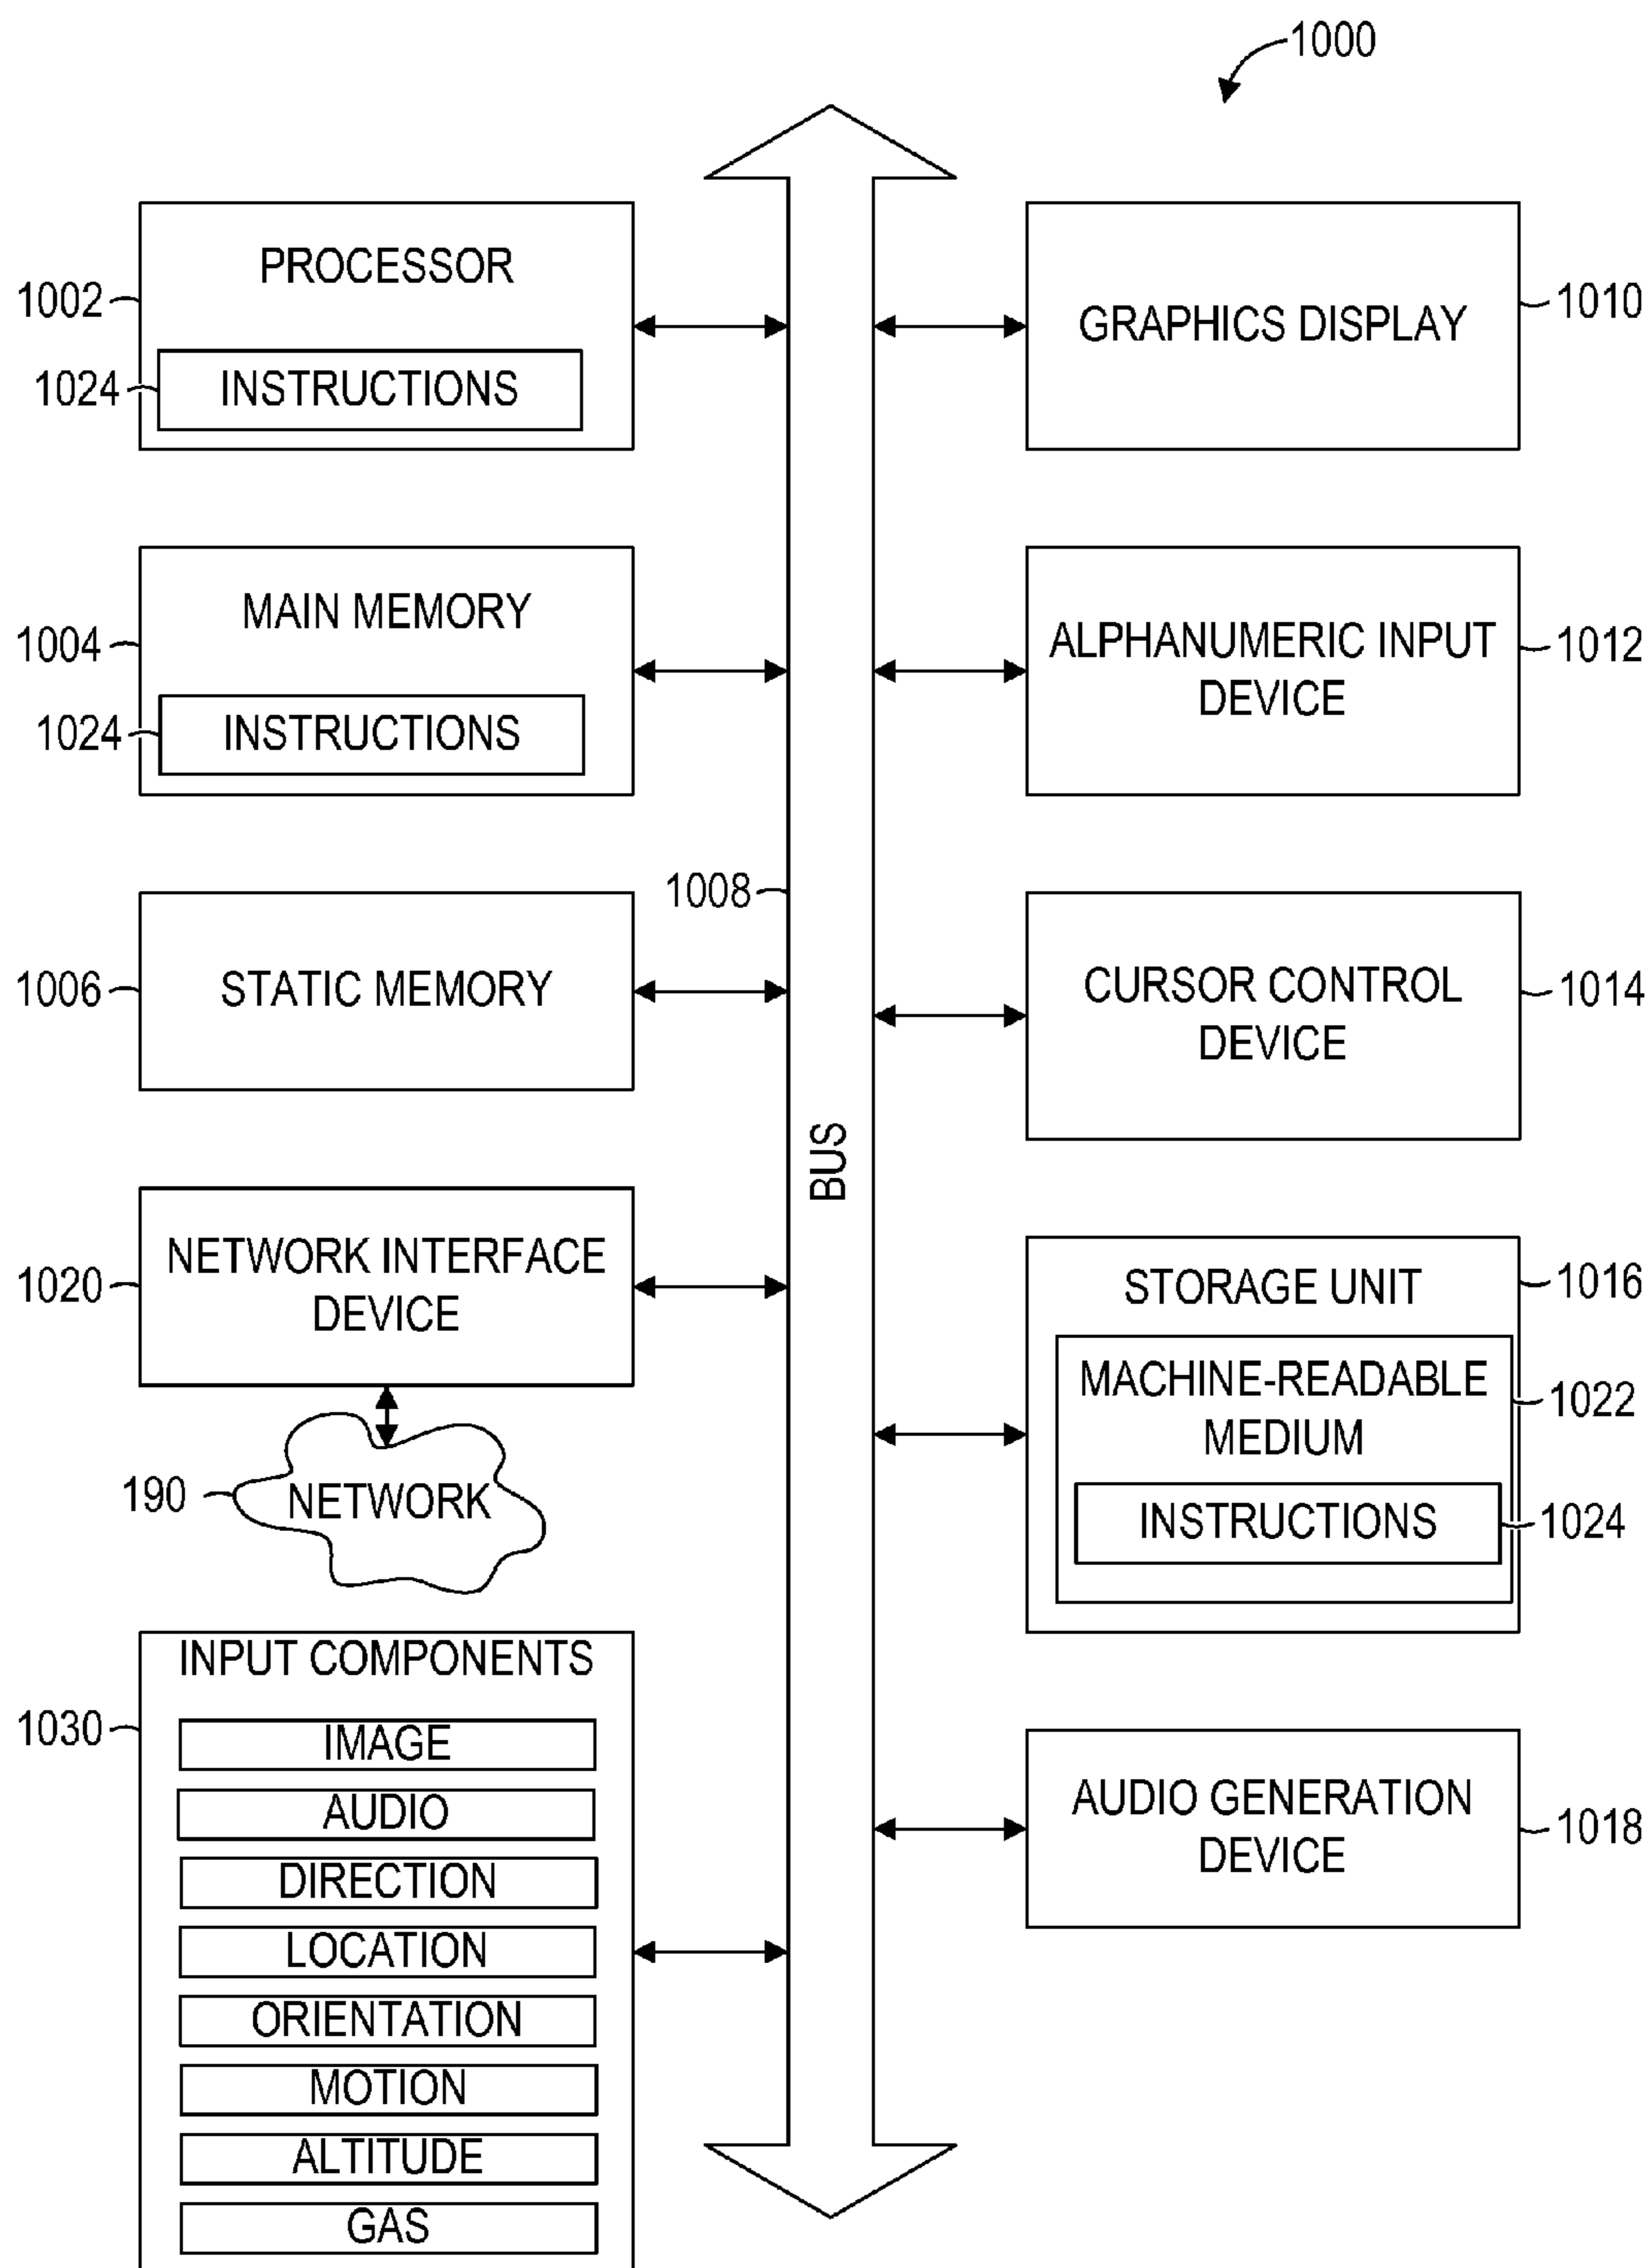 1000
PROCESSOR
1002
1024
INSTRUCTIONS
MAIN MEMORY
1004
1024
INSTRUCTIONS
1008
STATIC MEMORY
1006
NETWORK INTERFACE
DEVICE
1020
190
NETWORK
INPUT COMPONENTS
1030
IMAGE
AUDIO
DIRECTION
LOCATION
ORIENTATION
MOTION
ALTITUDE
GAS
BUS
GRAPHICS DISPLAY
1010
ALPHANUMERIC INPUT
DEVICE
1012
CURSOR CONTROL
DEVICE
1014
STORAGE UNIT
1016
MACHINE-READABLE
MEDIUM
1022
INSTRUCTIONS
1024
AUDIO GENERATION
DEVICE
1018